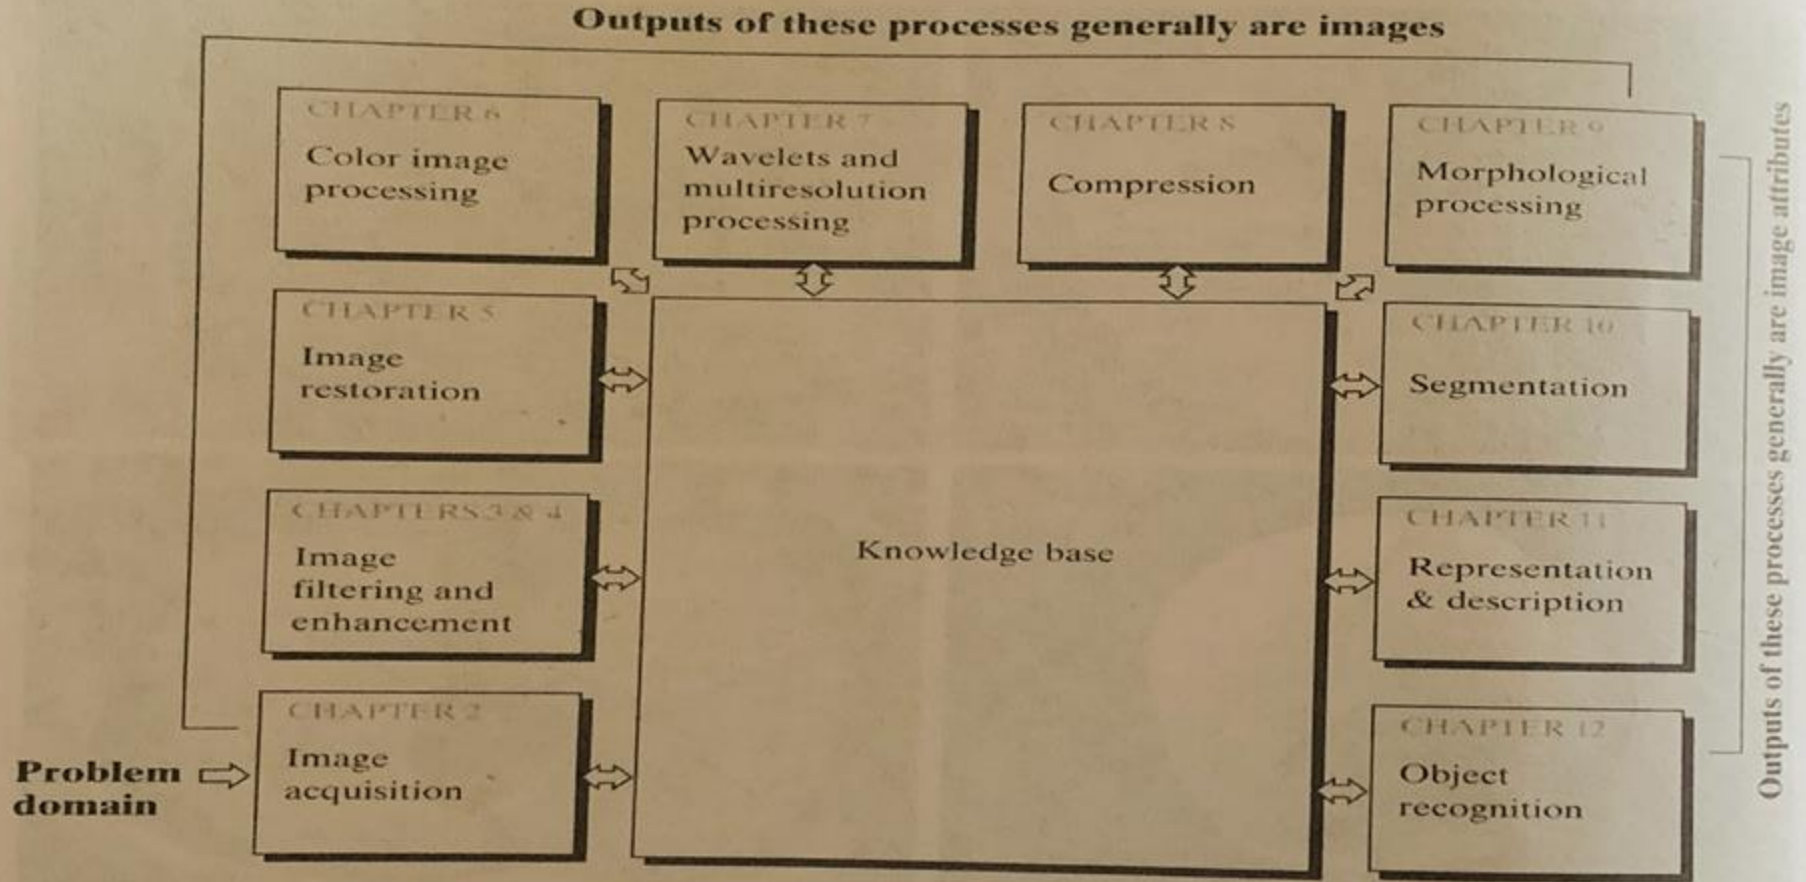 Outputs of these processes generally are images
CHAPTER 6
Color image
processing
CHAPTER 7
Wavelets and
multiresolution
processing
CHAPTER 8
Compression
CHAPTER 9
Morphological
processing
CHAPTER 5
Image
restoration
CHAPTER 10
Segmentation
CHAPTERS 3 & 4
Image
filtering and
enhancement
Knowledge base
CHAPTER 11
Representation
& description
CHAPTER 2
Image
acquisition
Problem
domain
CHAPTER 12
Object
recognition
Outputs of these processes generally are image attributes